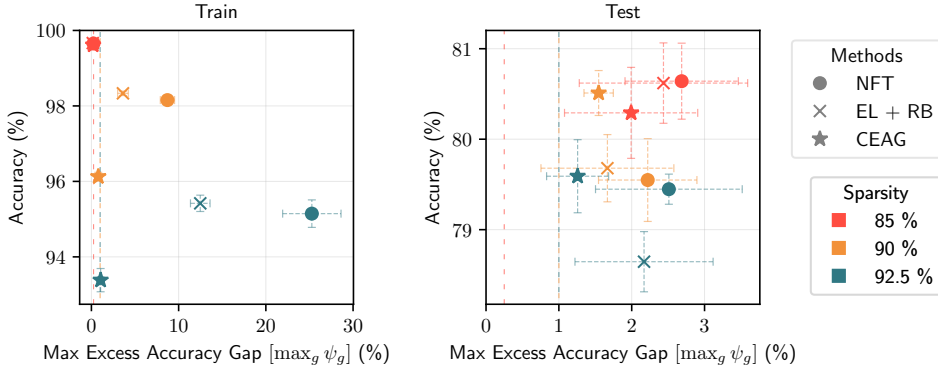 Train
Test
100
98
96
94
Accuracy (%)
0
10
20
30
Max Excess Accuracy Gap [max_g ψ_g] (%)
81
80
79
Accuracy (%)
0
1
2
3
Max Excess Accuracy Gap [max_g ψ_g] (%)
Methods
NFT
EL + RB
CEAG
Sparsity
85 %
90 %
92.5 %